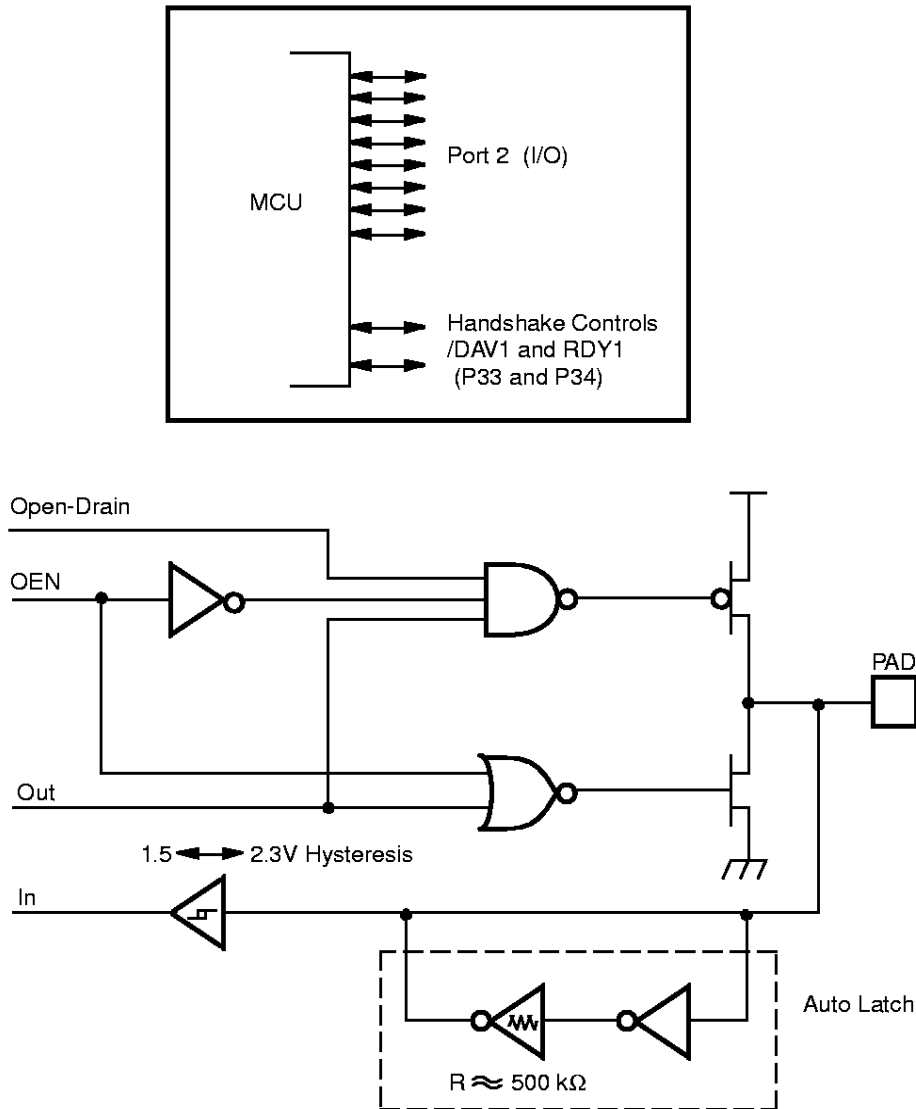 MCU
Port 2 (I/O)
Handshake Controls
/DAV1 and RDY1
(P33 and P34)
Open-Drain
OEN
PAD
Out
1.5 2.3V Hysteresis
In
Auto Latch
R ≈ 500 kΩ